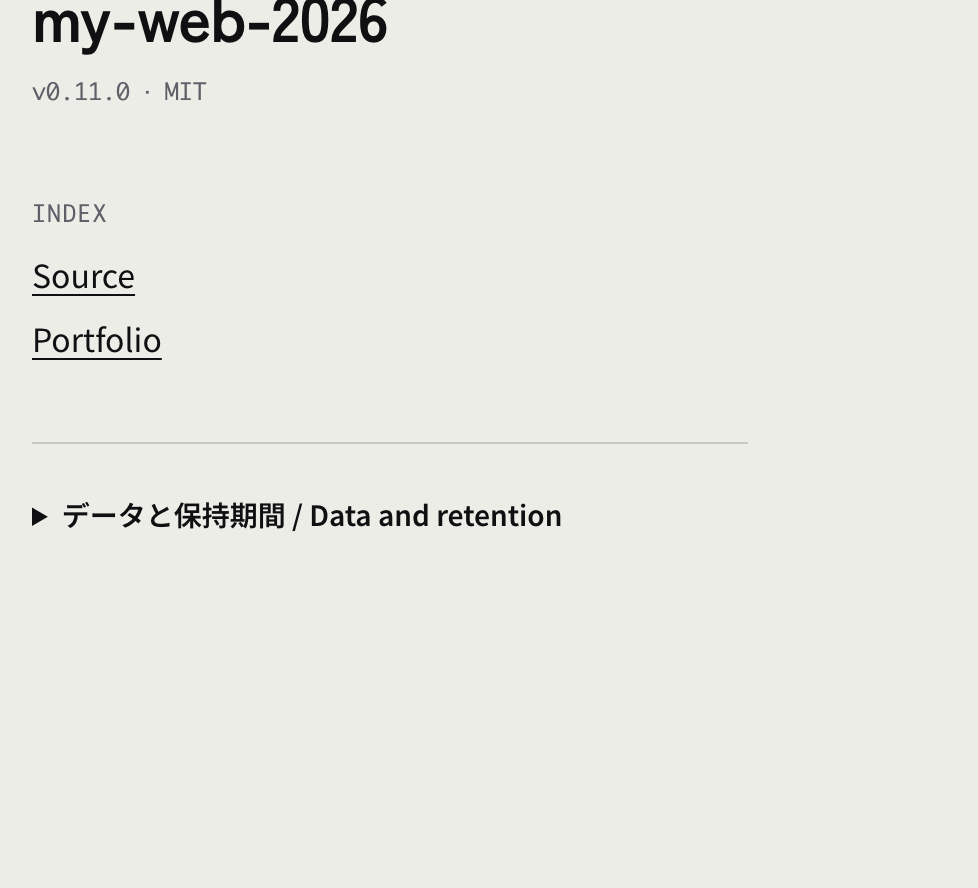 my-web-2026
v0.11.0 · MIT
INDEX
Source
Portfolio
データと保持期間 / Data and retention